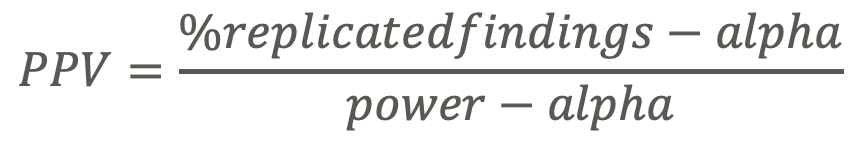 PPV = %replicatedfindings − alpha
power − alpha